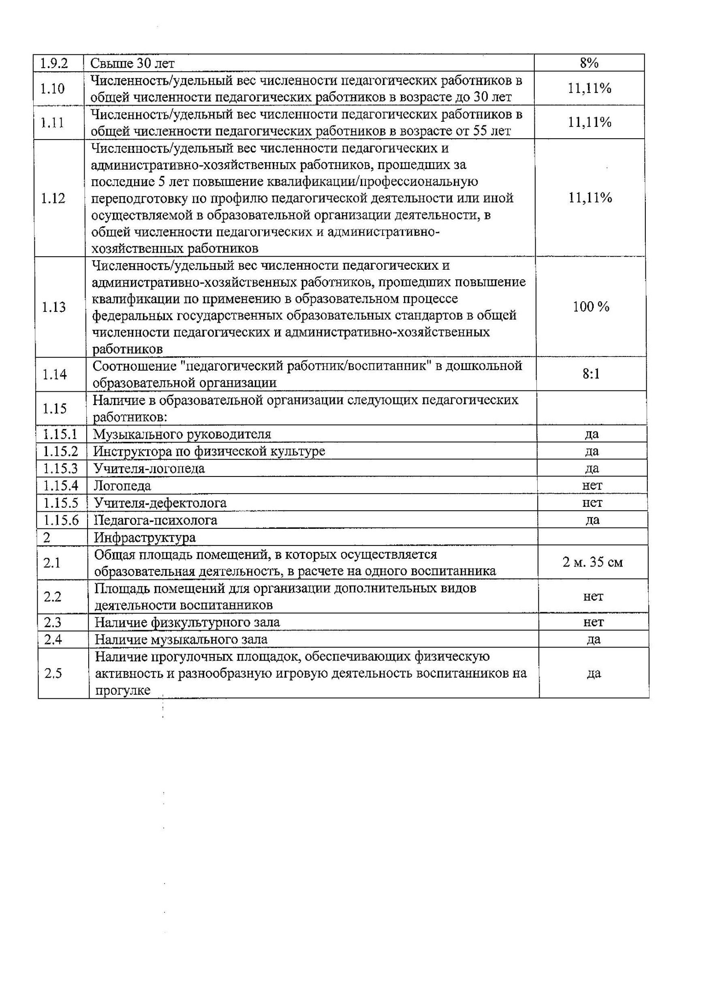 1.9.2 Свыше 30 лет 8%
1.10 Численность/удельный вес численности педагогических работников в
общей численности педагогических работников в возрасте до 30 лет 11,11%
1.11 Численность/удельный вес численности педагогических работников в
общей численности педагогических работников в возрасте от 55 лет 11,11%
Численность/удельный вес численности педагогических и
административно-хозяйственных работников, прошедших за
последние 5 лет повышение квалификации/профессиональную
1.12 переподготовку по профилю педагогической деятельности или иной 11,11%
осуществляемой в образовательной организации деятельности, в
общей численности педагогических и административно-
хозяйственных работников
Численность/удельный вес численности педагогических и
административно-хозяйственных работников, прошедших повышение
квалификации по применению в образовательном процессе
1.13 федеральных государственных образовательных стандартов в общей 100 %
численности педагогических и административно-хозяйственных
работников
1.14 Соотношение "педагогический работник/воспитанник" в дошкольной
образовательной организации 8:1
1.15 Наличие в образовательной организации следующих педагогических
работников:
1.15.1 Музыкального руководителя да
1.15.2 Инструктора по физической культуре да
1.15.3 Учителя-логопеда да
1.15.4 Логопеда нет
1.15.5 Учителя-дефектолога нет
1.15.6 Педагога-психолога да
2 Инфраструктура
2.1 Общая площадь помещений, в которых осуществляется
образовательная деятельность, в расчете на одного воспитанника 2 м. 35 см
2.2 Площадь помещений для организации дополнительных видов
деятельности воспитанников нет
2.3 Наличие физкультурного зала нет
2.4 Наличие музыкального зала да
Наличие прогулочных площадок, обеспечивающих физическую
2.5 активность и разнообразную игровую деятельность воспитанников на да
прогулке